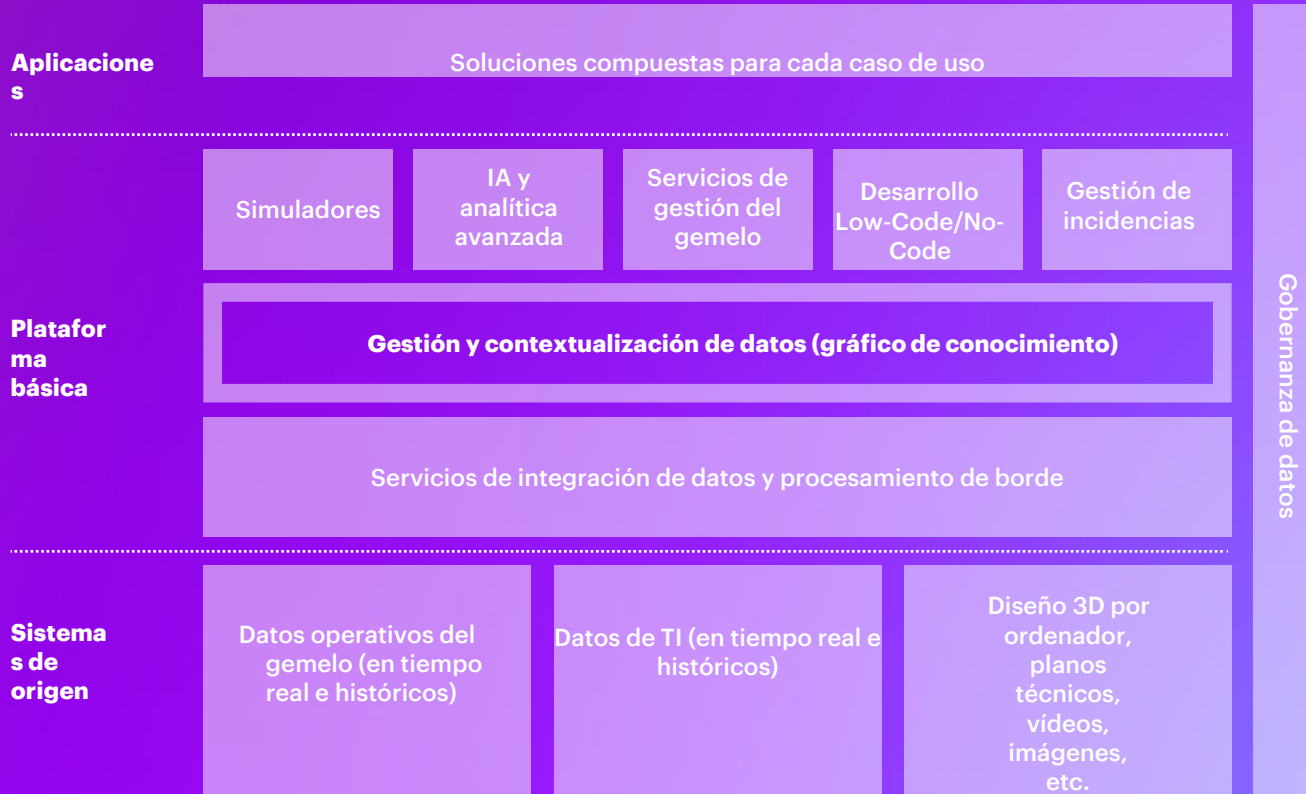 Aplicacione
s
Soluciones compuestas para cada caso de uso
Simuladores
IA y
analítica
avanzada
Servicios de
gestión del
gemelo
Desarrollo
Low-Code/No-
Code
Gestión de
incidencias
Platafor
ma
básica
Gestión y contextualización de datos (gráfico de conocimiento)
Servicios de integración de datos y procesamiento de borde
Sistema
s de
origen
Datos operativos del
gemelo (en tiempo
real e históricos)
Datos de TI (en tiempo real e
históricos)
Diseño 3D por
ordenador,
planos
técnicos,
vídeos,
imágenes,
etc.
Gobernanza de datos